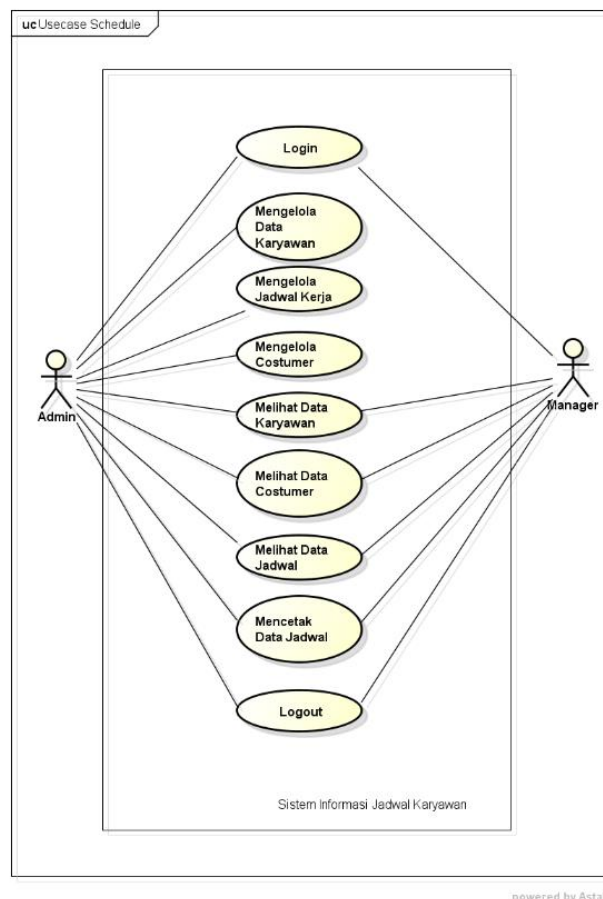 uc Usecase Schedule
Login
Mengelola
Data
Karyawan
Mengelola
Jadwal Kerja
Mengelola
Costumer
Admin
Manager
Melihat Data
Karyawan
Melihat Data
Costumer
Melihat Data
Jadwal
Mencetak
Data Jadwal
Logout
Sistem Informasi Jadwal Karyawan
powered by Asta